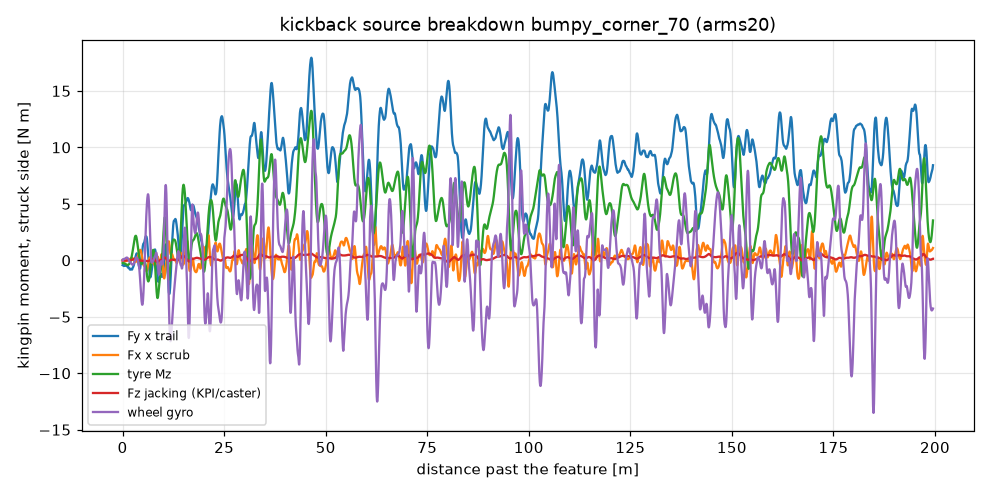 kickback source breakdown bumpy_corner_70 (arms20)
kingpin moment, struck side [N m]
15
10
5
0
−5
−10
−15
Fy x trail
Fx x scrub
tyre Mz
Fz jacking (KPI/caster)
wheel gyro
0 25 50 75 100 125 150 175 200
distance past the feature [m]